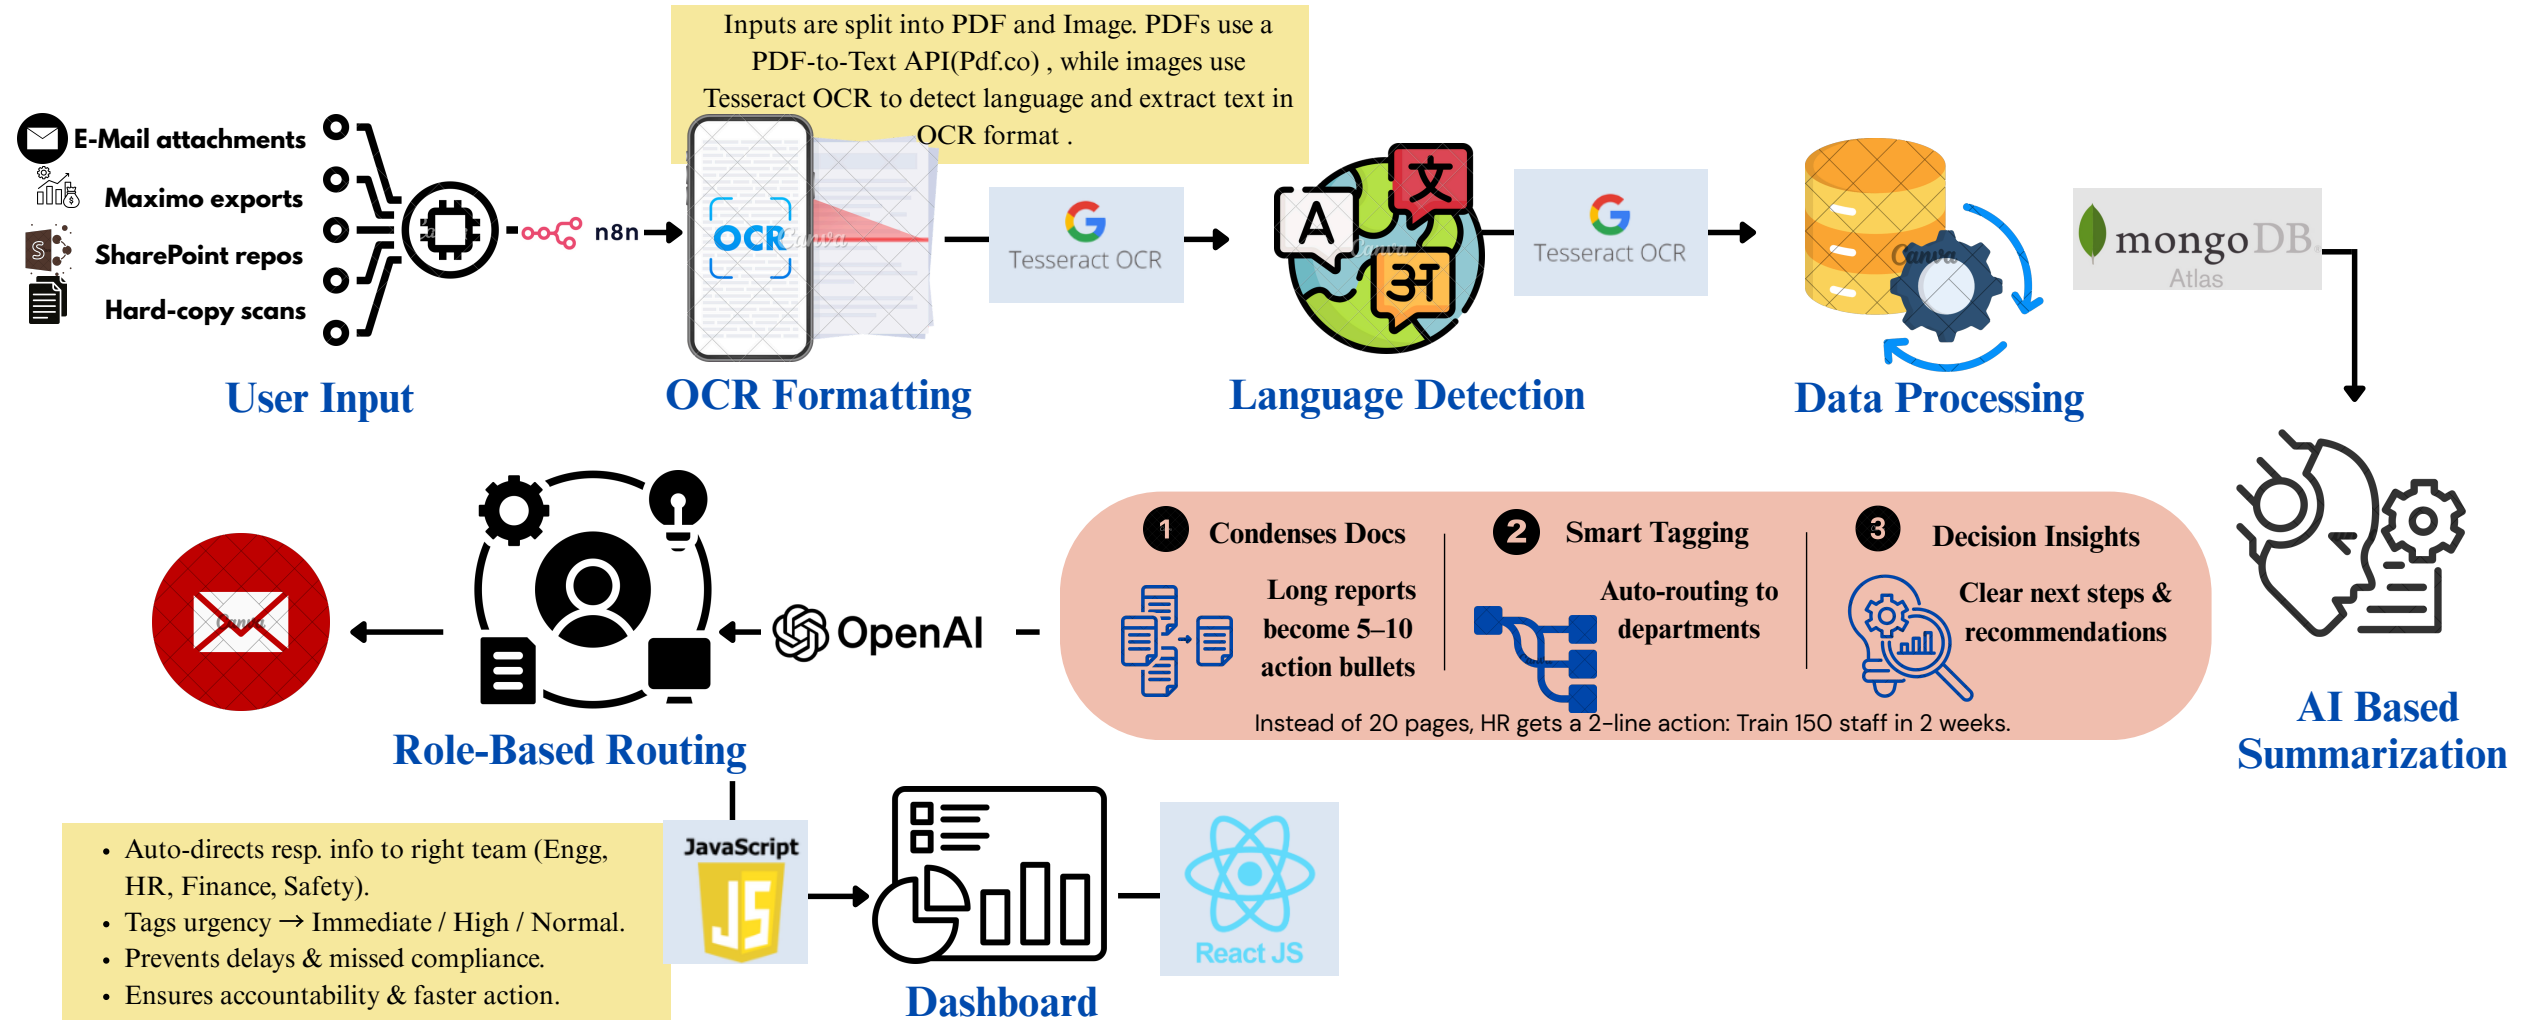 Inputs are split into PDF and Image. PDFs use a
PDF-to-Text API(Pdf.co) , while images use
Tesseract OCR to detect language and extract text in
OCR format .
E-Mail attachments
Maximo exports
SharePoint repos
Hard-copy scans
User Input
n8n
OCR
OCR Formatting
Tesseract OCR
A
文
अ
Language Detection
Tesseract OCR
Canva
Data Processing
mongoDB
Atlas
AI Based
Summarization
1 Condenses Docs
Long reports
become 5–10
action bullets
2 Smart Tagging
Auto-routing to
departments
3 Decision Insights
Clear next steps &
recommendations
Instead of 20 pages, HR gets a 2-line action: Train 150 staff in 2 weeks.
OpenAI
Role-Based Routing
Canva
• Auto-directs resp. info to right team (Engg,
HR, Finance, Safety).
• Tags urgency → Immediate / High / Normal.
• Prevents delays & missed compliance.
• Ensures accountability & faster action.
JavaScript
JS
Dashboard
React JS